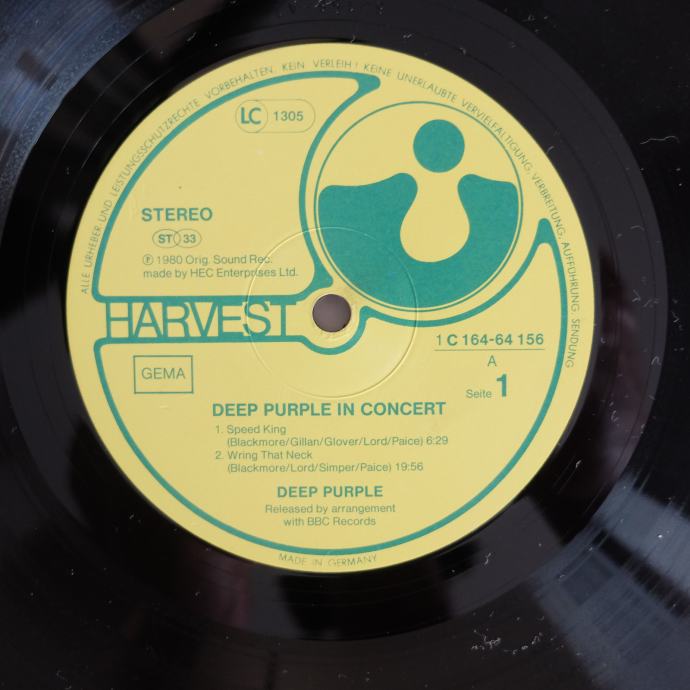 ALLE URHEBER UND LEISTUNGSSCHUTZRECHTE VORBEHALTEN. KEIN VERLEIH! KEINE UNERLAUBTE VERVIELFÄLTIGUNG, VERBREITUNG, AUFFÜHRUNG, SENDUNG
LC 1305
STEREO
ST 33
℗ 1980 Orig. Sound Rec.
made by HEC Enterprises Ltd.
HARVEST
1 C 164-64 156
A
GEMA
Seite 1
DEEP PURPLE IN CONCERT
1. Speed King
(Blackmore/Gillan/Glover/Lord/Paice) 6:29
2. Wring That Neck
(Blackmore/Lord/Simper/Paice) 19:56
DEEP PURPLE
Released by arrangement
with BBC Records
MADE IN GERMANY